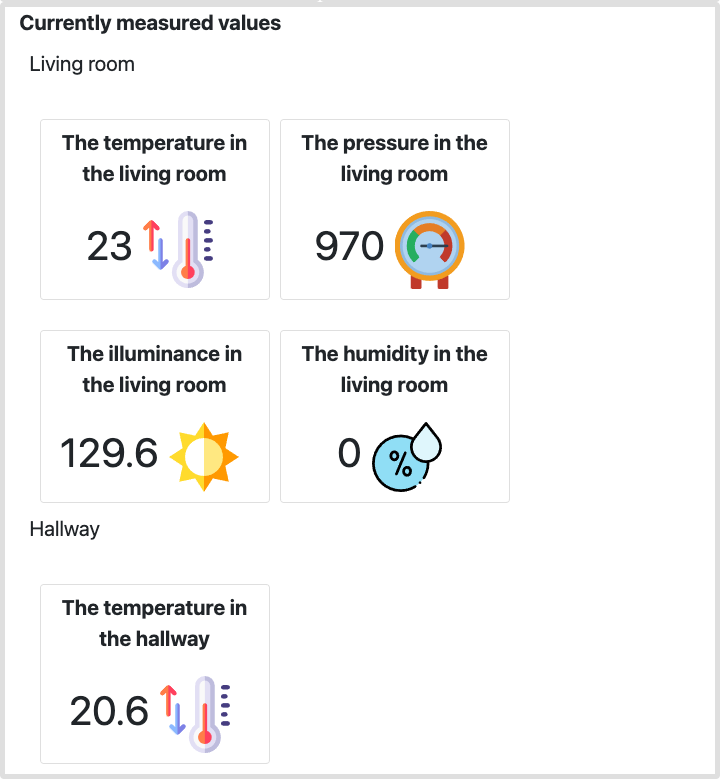 Currently measured values
Living room
The temperature in
the living room
23
The pressure in the
living room
970
The illuminance in
the living room
129.6
The humidity in the
living room
0
%
Hallway
The temperature in
the hallway
20.6